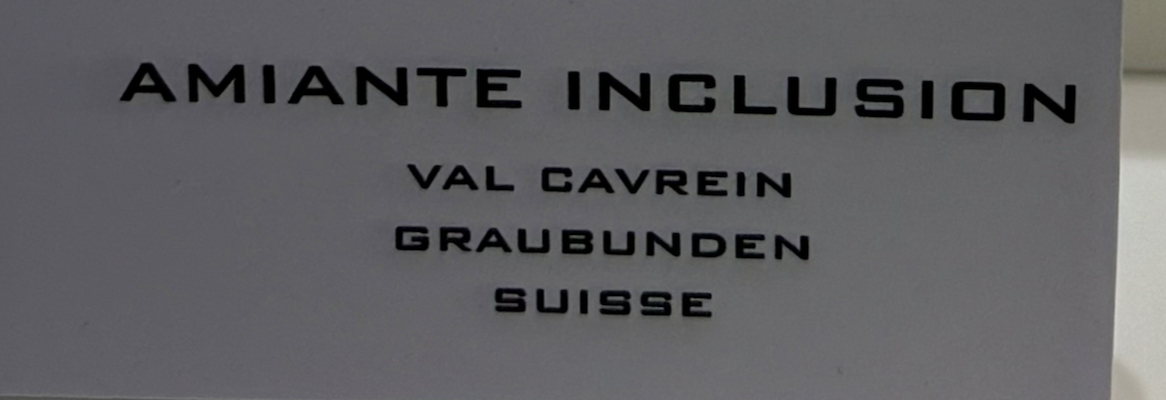 AMIANTE INCLUSION
VAL CAVREIN
GRAUBUNDEN
SUISSE